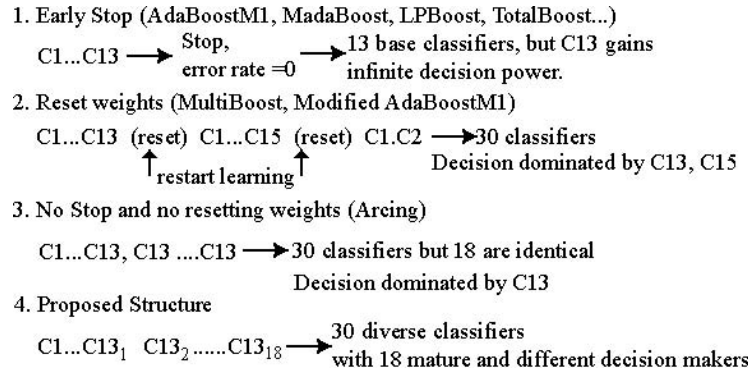 1. Early Stop (AdaBoostM1, MadaBoost, LPBoost, TotalBoost...)
C1...C13 Stop, error rate =0 13 base classifiers, but C13 gains infinite decision power.
2. Reset weights (MultiBoost, Modified AdaBoostM1)
C1...C13 (reset) C1...C15 (reset) C1.C2 30 classifiers
Decision dominated by C13, C15
restart learning
3. No Stop and no resetting weights (Arcing)
C1...C13, C13 ....C13 30 classifiers but 18 are identical
Decision dominated by C13
4. Proposed Structure
C1...C13₁ C13₂......C13₁₈ 30 diverse classifiers
with 18 mature and different decision makers